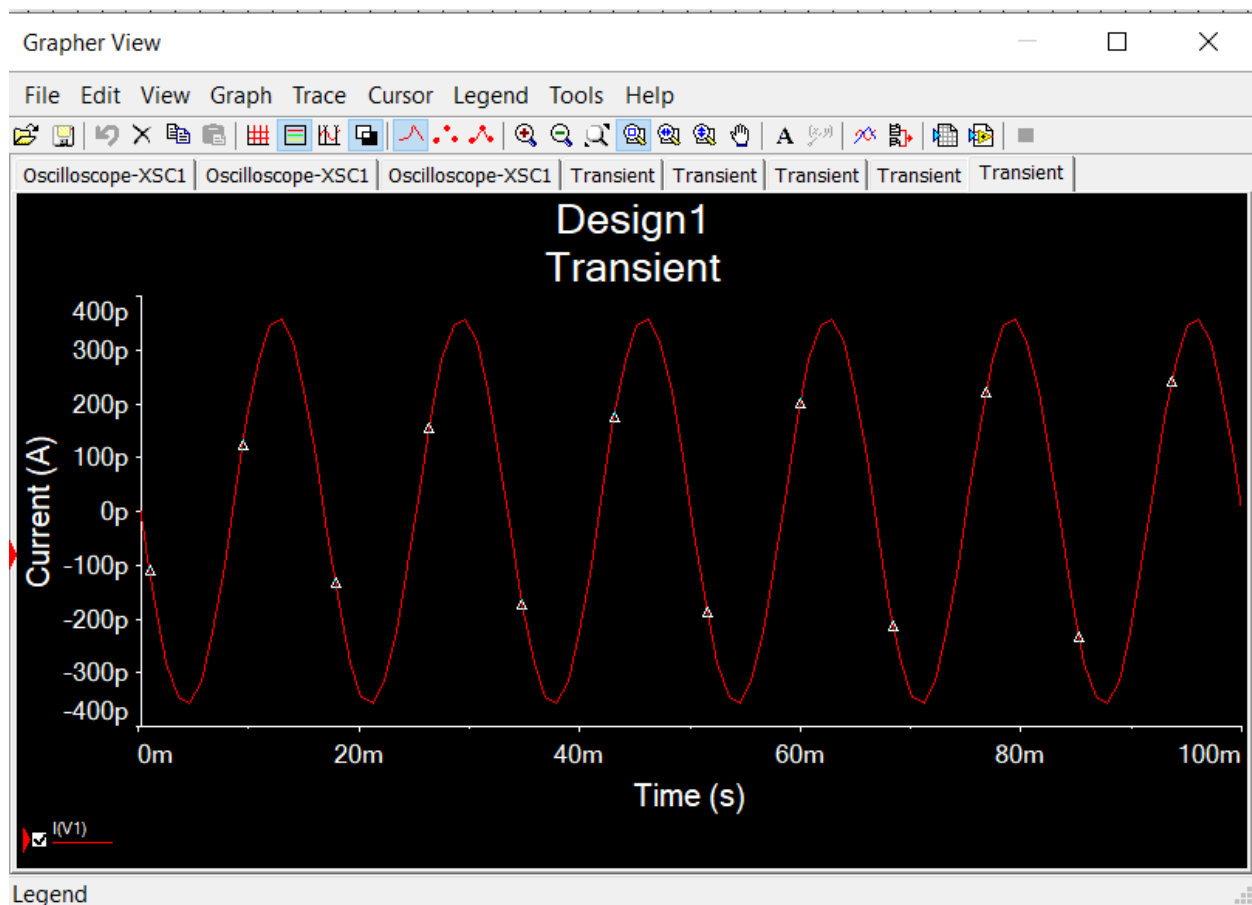 Grapher View
File Edit View Graph Trace Cursor Legend Tools Help
A (x,y)
Oscilloscope-XSC1 Oscilloscope-XSC1 Oscilloscope-XSC1 Transient Transient Transient Transient Transient
Design1
Transient
400p
300p
200p
100p
0p
-100p
-200p
-300p
-400p
Current (A)
0m 20m 40m 60m 80m 100m
Time (s)
I(V1)
Legend